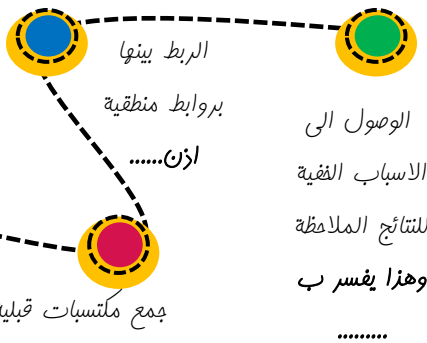 الربط بينها
بروابط منطقية
اذن......
الوصول الى
الاسباب الخفية
للنتائج الملاحظة
وهذا يفسر ب
.........
جمع مكتسبات قبلية